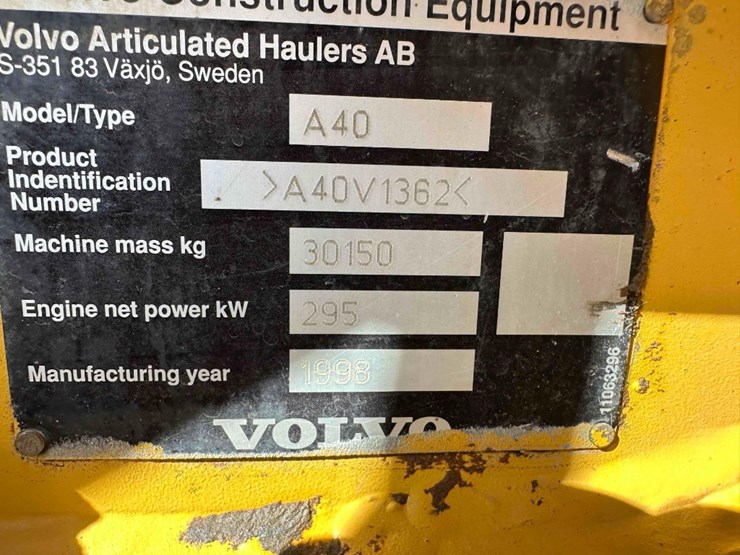 Construction Equipment
Volvo Articulated Haulers AB
S-351 83 Växjö, Sweden
Model/Type A40
Product
Indentification
Number >A40V1362<
Machine mass kg 30150
Engine net power kW 295
Manufacturing year 1998
VOLVO
11063296